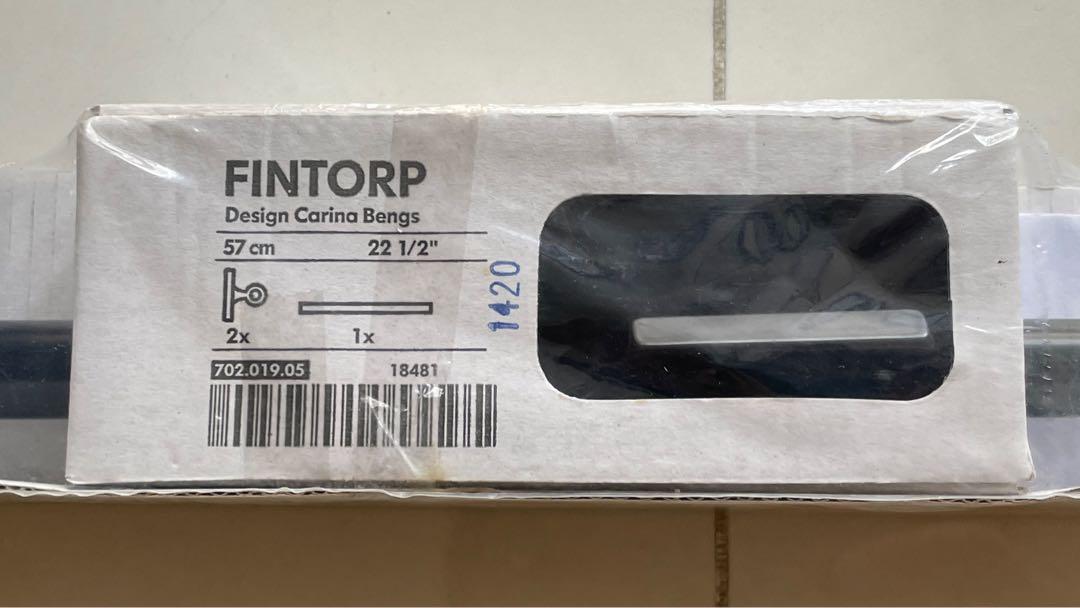 FINTORP
Design Carina Bengs
57 cm 22 1/2"
2x 1x
702.019.05 18481
1420